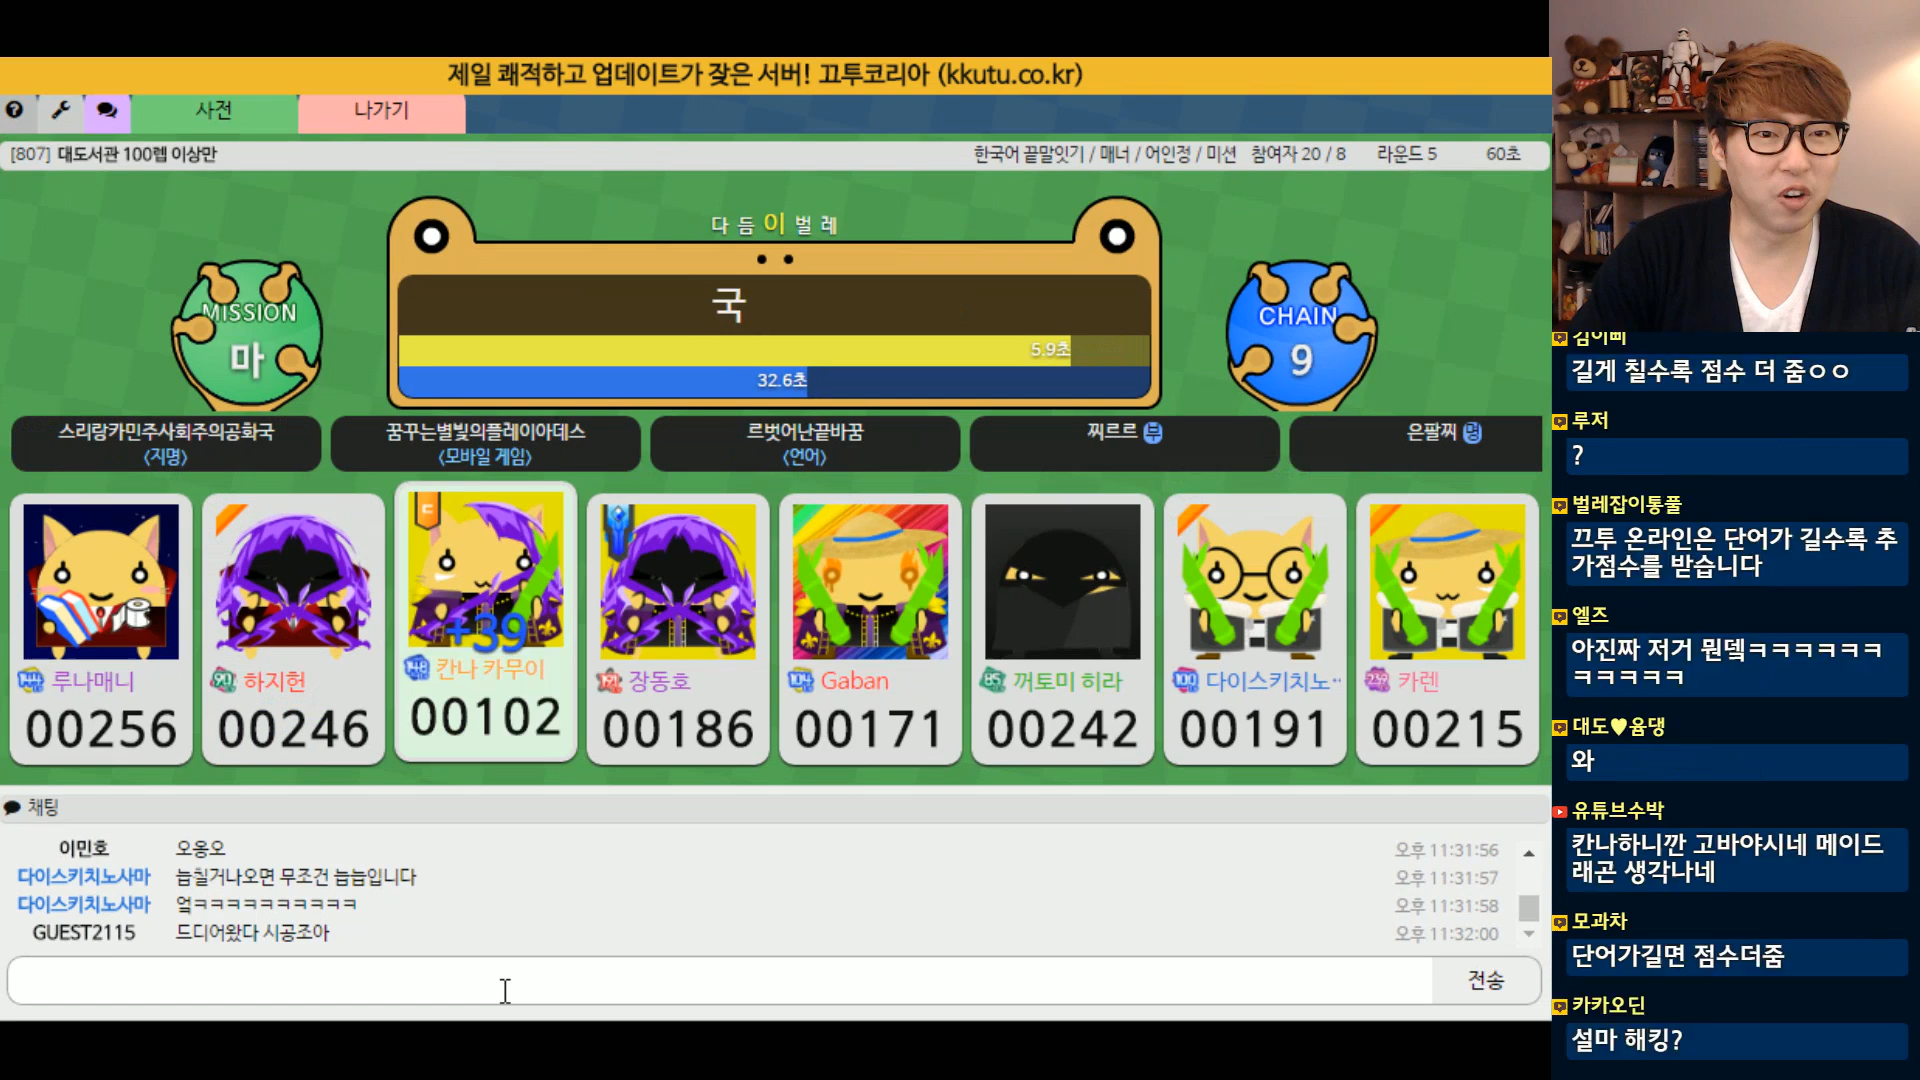 제일 쾌적하고 업데이트가 잦은 서버! 끄투코리아 (kkutu.co.kr)
사전
나가기
[807] 대도서관 100렙 이상만
한국어 끝말잇기 / 매너 / 어인정 / 미션 참여자 20 / 8 라운드 5 60초
다듬이벌레
MISSION
마
국
5.9초
32.6초
CHAIN
9
스리랑카민주사회주의공화국
〈지명〉
꿈꾸는별빛의플레이아데스
〈모바일 게임〉
르벗어난끝바꿈
〈언어〉
찌르르 부
은팔찌 명
+39
144 루나매니
90 하지헌
148 칸나 카무이
장동호
104 Gaban
85 꺼토미 히라
100 다이스키치노··
239 카렌
00256
00246
00102
00186
00171
00242
00191
00215
채팅
이민호 오옹오 오후 11:31:56
다이스키치노사마 늡칠거나오면 무조건 늡늡입니다 오후 11:31:57
다이스키치노사마 엌ㅋㅋㅋㅋㅋㅋㅋㅋㅋㅋ 오후 11:31:58
GUEST2115 드디어왔다 시공조아 오후 11:32:00
전송
길게 칠수록 점수 더 줌ㅇㅇ
루저
?
벌레잡이통풀
끄투 온라인은 단어가 길수록 추
가점수를 받습니다
엘즈
아진짜 저거 뭔뎈ㅋㅋㅋㅋㅋㅋ
ㅋㅋㅋㅋㅋ
대도♥윰댕
와
유튜브수박
칸나하니깐 고바야시네 메이드
래곤 생각나네
모과차
단어가길면 점수더줌
카카오딘
설마 해킹?